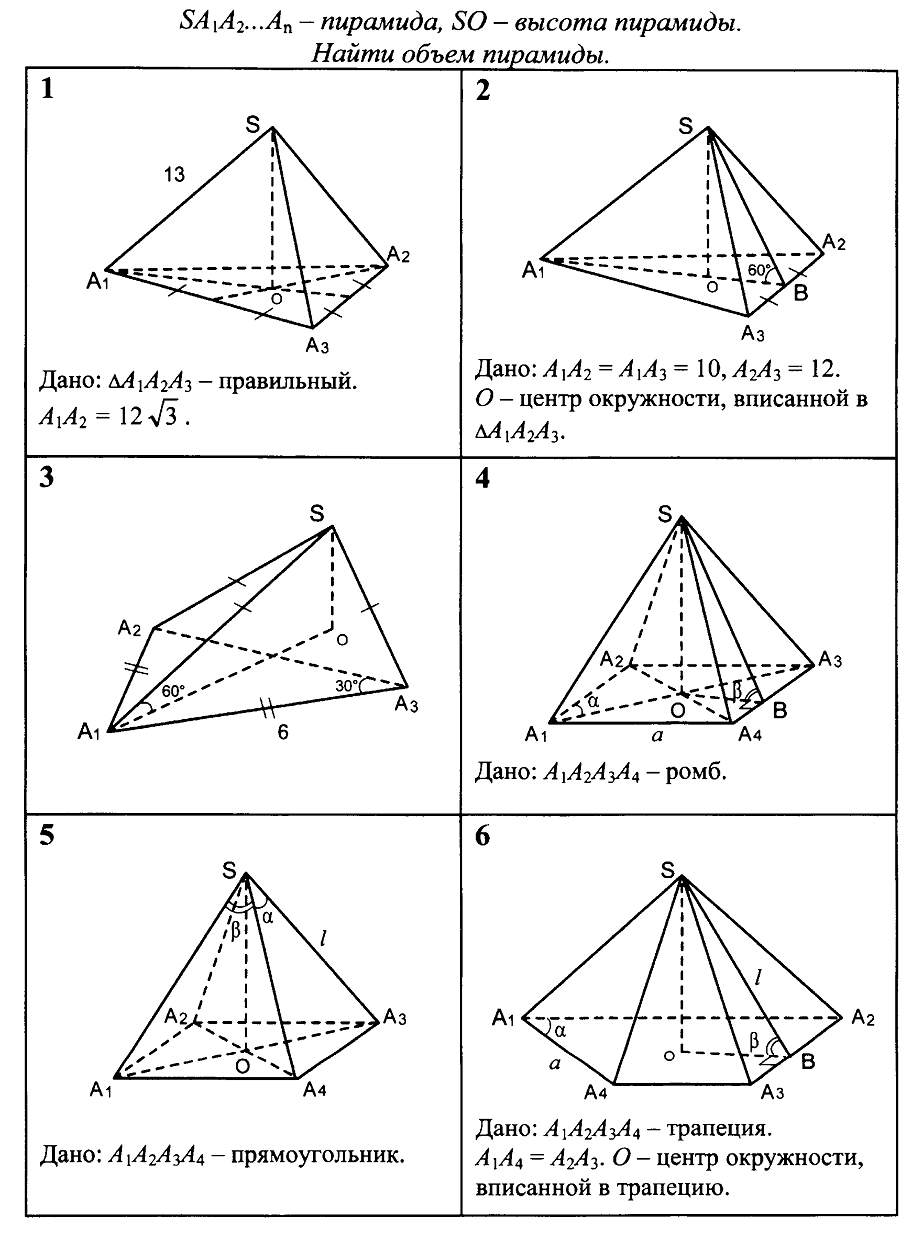 SA₁A₂...Aₙ – пирамида, SO – высота пирамиды.
Найти объем пирамиды.
1
S
13
A₁
A₂
O
A₃
Дано: ΔA₁A₂A₃ – правильный.
A₁A₂ = 12√3 .
2
S
A₁
A₂
60°
O
B
A₃
Дано: A₁A₂ = A₁A₃ = 10, A₂A₃ = 12.
O – центр окружности, вписанной в
ΔA₁A₂A₃.
3
S
A₂
O
60°
30°
A₃
A₁
6
4
S
A₂
A₃
α
β
O
B
A₁
a
A₄
Дано: A₁A₂A₃A₄ – ромб.
5
S
α
β
l
A₂
A₃
O
A₁
A₄
Дано: A₁A₂A₃A₄ – прямоугольник.
6
S
l
A₁
A₂
α
β
O
B
a
A₄
A₃
Дано: A₁A₂A₃A₄ – трапеция.
A₁A₄ = A₂A₃. O – центр окружности,
вписанной в трапецию.